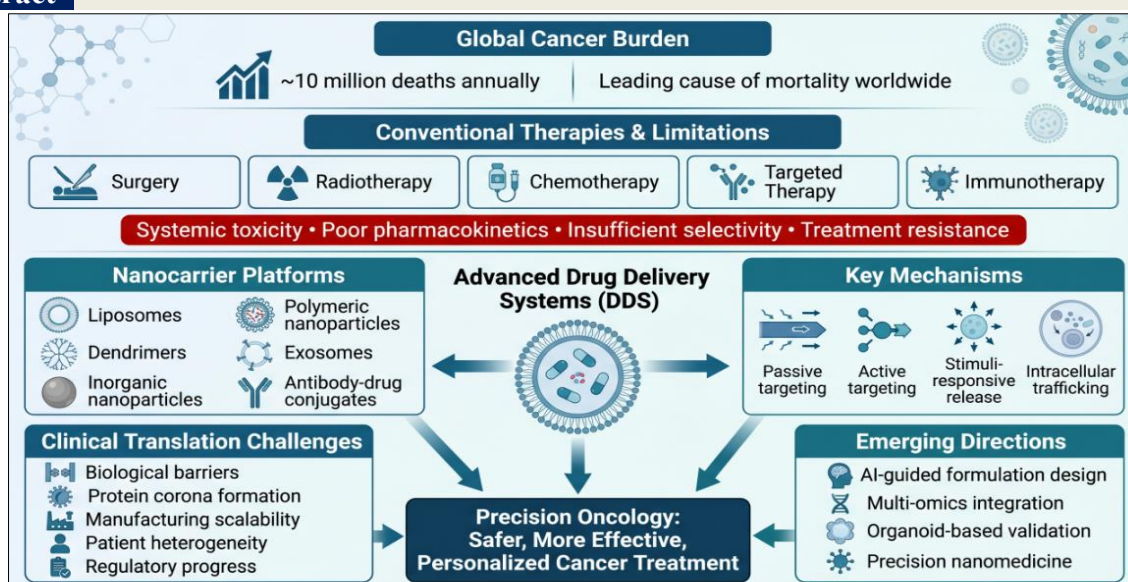 Global Cancer Burden
~10 million deaths annually
Leading cause of mortality worldwide
Conventional Therapies & Limitations
Surgery
Radiotherapy
Chemotherapy
Targeted
Therapy
Immunotherapy
Systemic toxicity • Poor pharmacokinetics • Insufficient selectivity • Treatment resistance
Nanocarrier Platforms
Liposomes
Polymeric
nanoparticles
Dendrimers
Exosomes
Inorganic
nanoparticles
Antibody-drug
conjugates
Advanced Drug Delivery
Systems (DDS)
Key Mechanisms
Passive
targeting
Active
targeting
Stimuli-
responsive
release
Intracellular
trafficking
Clinical Translation Challenges
Biological barriers
Protein corona formation
Manufacturing scalability
Patient heterogeneity
Regulatory progress
Precision Oncology:
Safer, More Effective,
Personalized Cancer Treatment
Emerging Directions
AI-guided formulation design
Multi-omics integration
Organoid-based validation
Precision nanomedicine